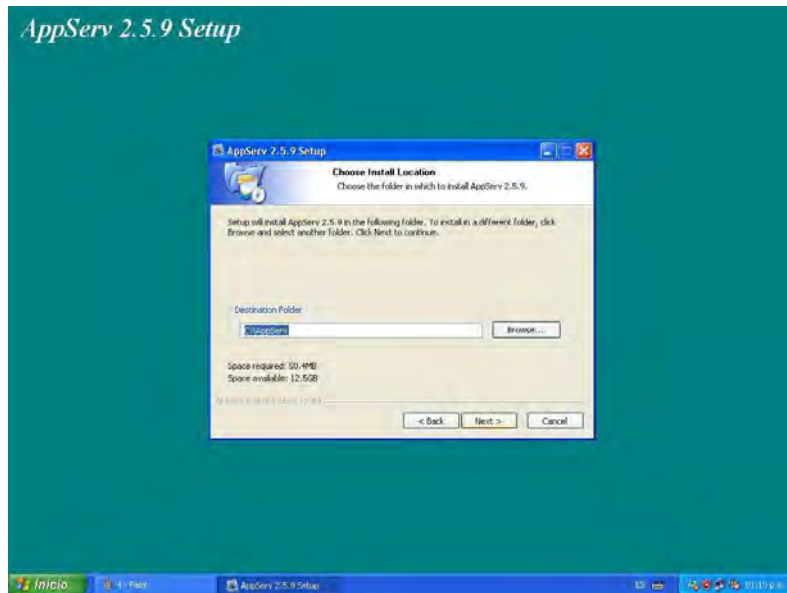 AppServ 2.5.9 Setup
AppServ 2.5.9 Setup
Choose Install Location
Choose the folder in which to install AppServ 2.5.9.
Setup will install AppServ 2.5.9 in the following folder. To install in a different folder, click
Browse and select another folder. Click Next to continue.
Destination Folder
C:\AppServ
Browse...
Space required: 50.4MB
Space available: 12.5GB
< Back
Next >
Cancel
Inicio
4 - Paint
AppServ 2.5.9 Setup
ES